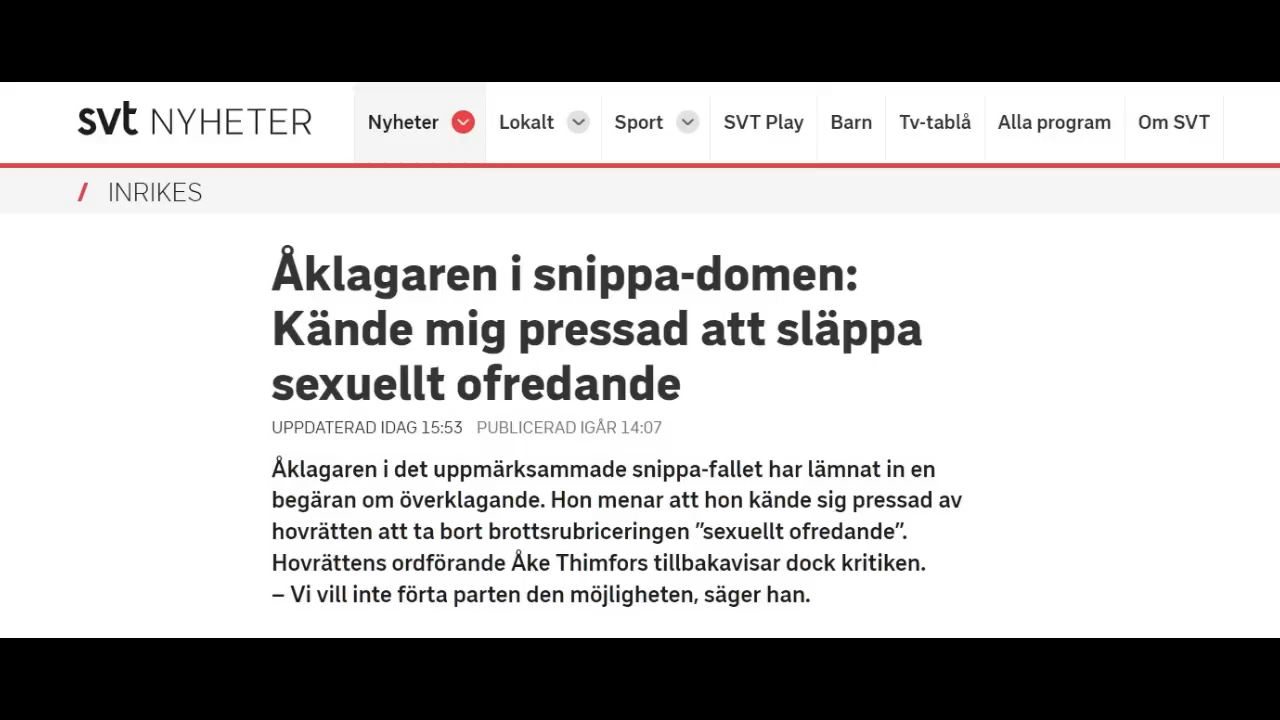 svt NYHETER Nyheter Lokalt Sport SVT Play Barn Tv-tablå Alla program Om SVT
/ INRIKES
Åklagaren i snippa-domen:
Kände mig pressad att släppa
sexuellt ofredande
UPPDATERAD IDAG 15:53 PUBLICERAD IGÅR 14:07
Åklagaren i det uppmärksammade snippa-fallet har lämnat in en
begäran om överklagande. Hon menar att hon kände sig pressad av
hovrätten att ta bort brottsrubriceringen ”sexuellt ofredande”.
Hovrättens ordförande Åke Thimfors tillbakavisar dock kritiken.
– Vi vill inte förta parten den möjligheten, säger han.